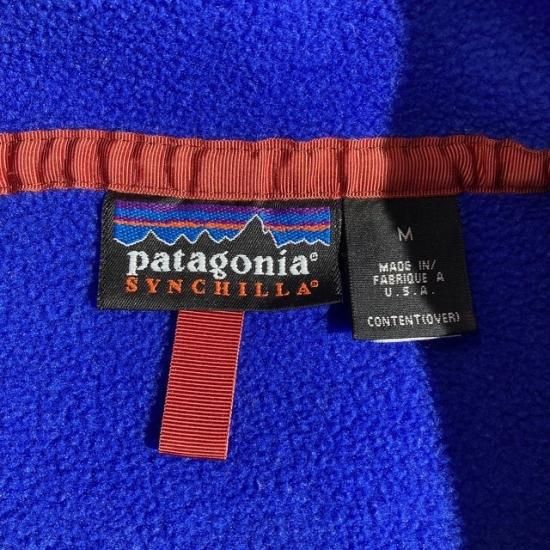 patagonia®
SYNCHILLA®
M
MADE IN/
FABRIQUE A
U.S.A.
CONTENT(OVER)